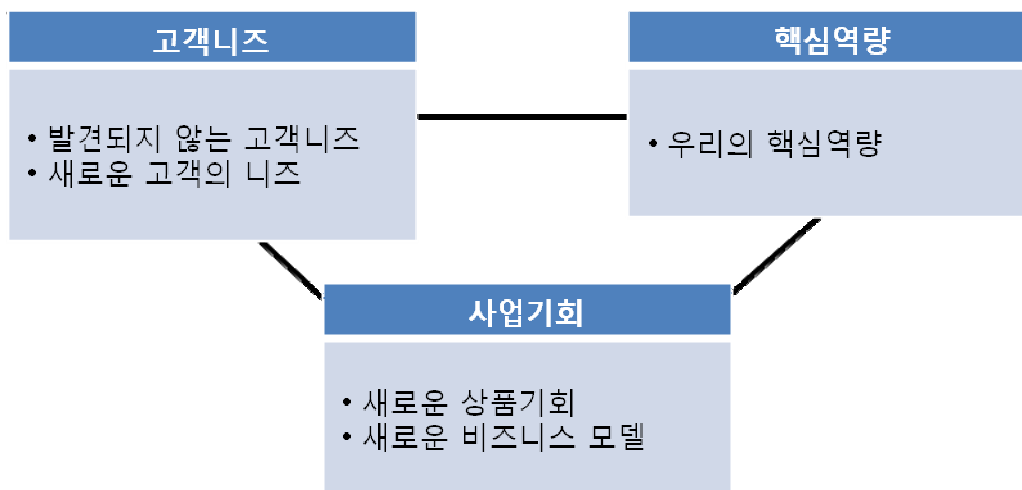 고객니즈
• 발견되지 않는 고객니즈
• 새로운 고객의 니즈
핵심역량
• 우리의 핵심역량
사업기회
• 새로운 상품기회
• 새로운 비즈니스 모델